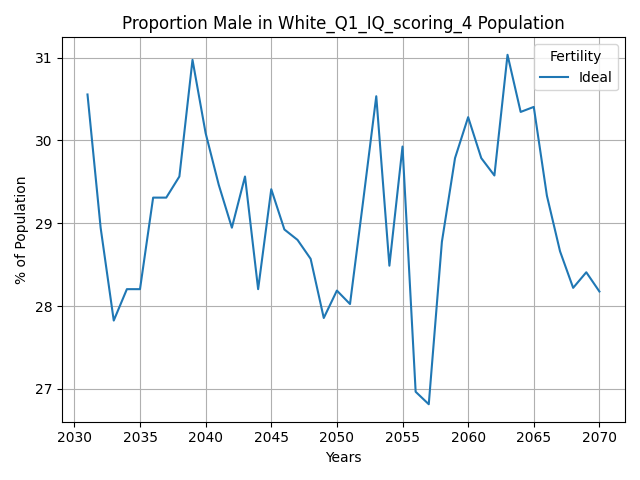 Proportion Male in White_Q1_IQ_scoring_4 Population
Fertility
Ideal
% of Population
31
30
29
28
27
2030 2035 2040 2045 2050 2055 2060 2065 2070
Years